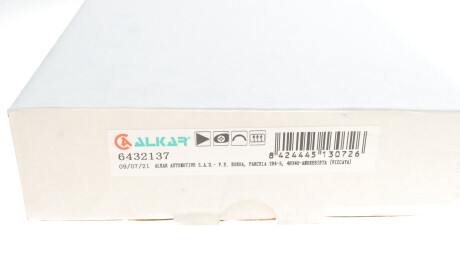 ALKAR
6432137
8 424445 130726
09/07/21 ALKAR AUTOMOTIVE S.A.U. - P.E. BOROA, PARCELA 2B4-5, 48340-AMOREBIETA (VIZCAYA)